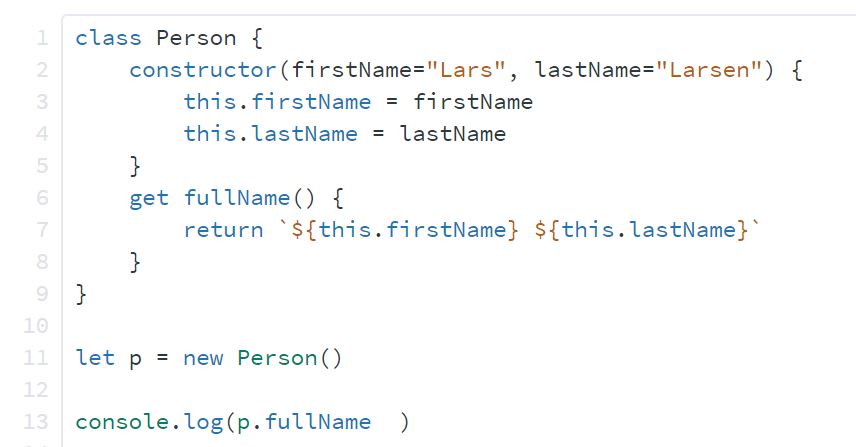 1 class Person {
2     constructor(firstName="Lars", lastName="Larsen") {
3         this.firstName = firstName
4         this.lastName = lastName
5     }
6     get fullName() {
7         return `${this.firstName} ${this.lastName}`
8     }
9 }
10
11 let p = new Person()
12
13 console.log(p.fullName  )